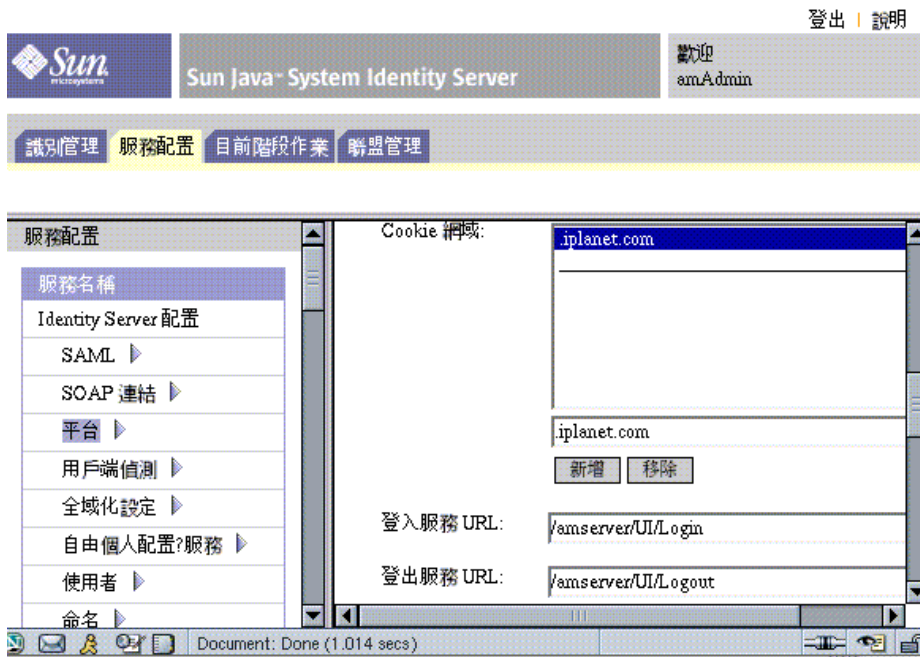 登出 | 說明
Sun
microsystems
Sun Java™ System Identity Server
歡迎
amAdmin
識別管理 服務配置 目前階段作業 聯盟管理
服務配置
服務名稱
Identity Server 配置
SAML
SOAP 連結
平台
用戶端偵測
全域化設定
自由個人配置?服務
使用者
命名
Cookie 網域:
.iplanet.com
.iplanet.com
新增 移除
登入服務 URL:
/amserver/UI/Login
登出服務 URL:
/amserver/UI/Logout
Document: Done (1.014 secs)